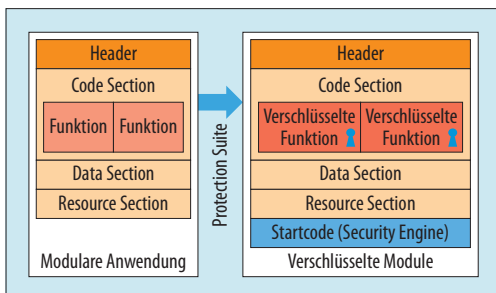 Header
Code Section
Funktion
Funktion
Data Section
Resource Section
Modulare Anwendung
Protection Suite
Header
Code Section
Verschlüsselte
Funktion
Verschlüsselte
Funktion
Data Section
Resource Section
Startcode (Security Engine)
Verschlüsselte Module